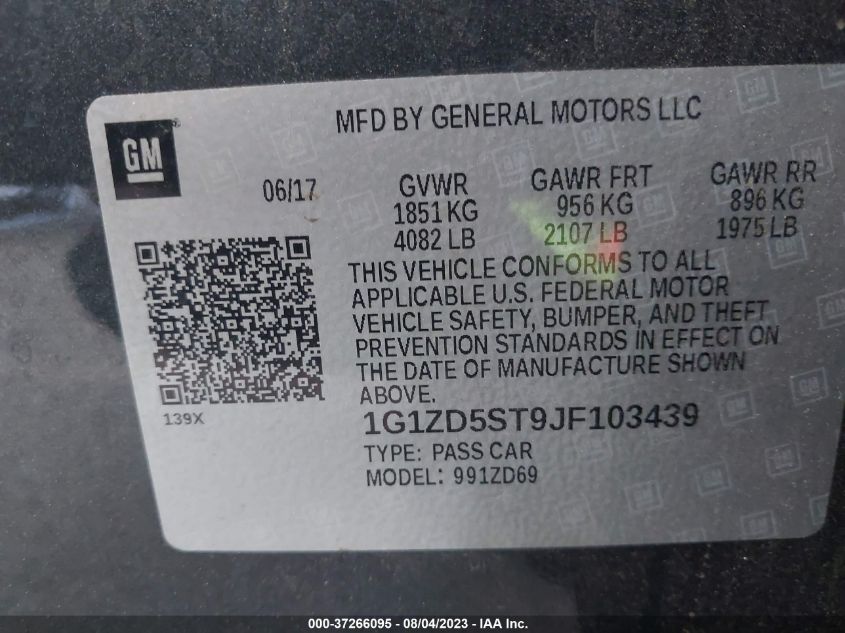 MFD BY GENERAL MOTORS LLC
GM
06/17
GVWR
1851 KG
4082 LB
GAWR FRT
956 KG
2107 LB
GAWR RR
896 KG
1975 LB
THIS VEHICLE CONFORMS TO ALL
APPLICABLE U.S. FEDERAL MOTOR
VEHICLE SAFETY, BUMPER, AND THEFT
PREVENTION STANDARDS IN EFFECT ON
THE DATE OF MANUFACTURE SHOWN
ABOVE.
139X
1G1ZD5ST9JF103439
TYPE: PASS CAR
MODEL: 991ZD69
000-37266095 - 08/04/2023 - IAA Inc.